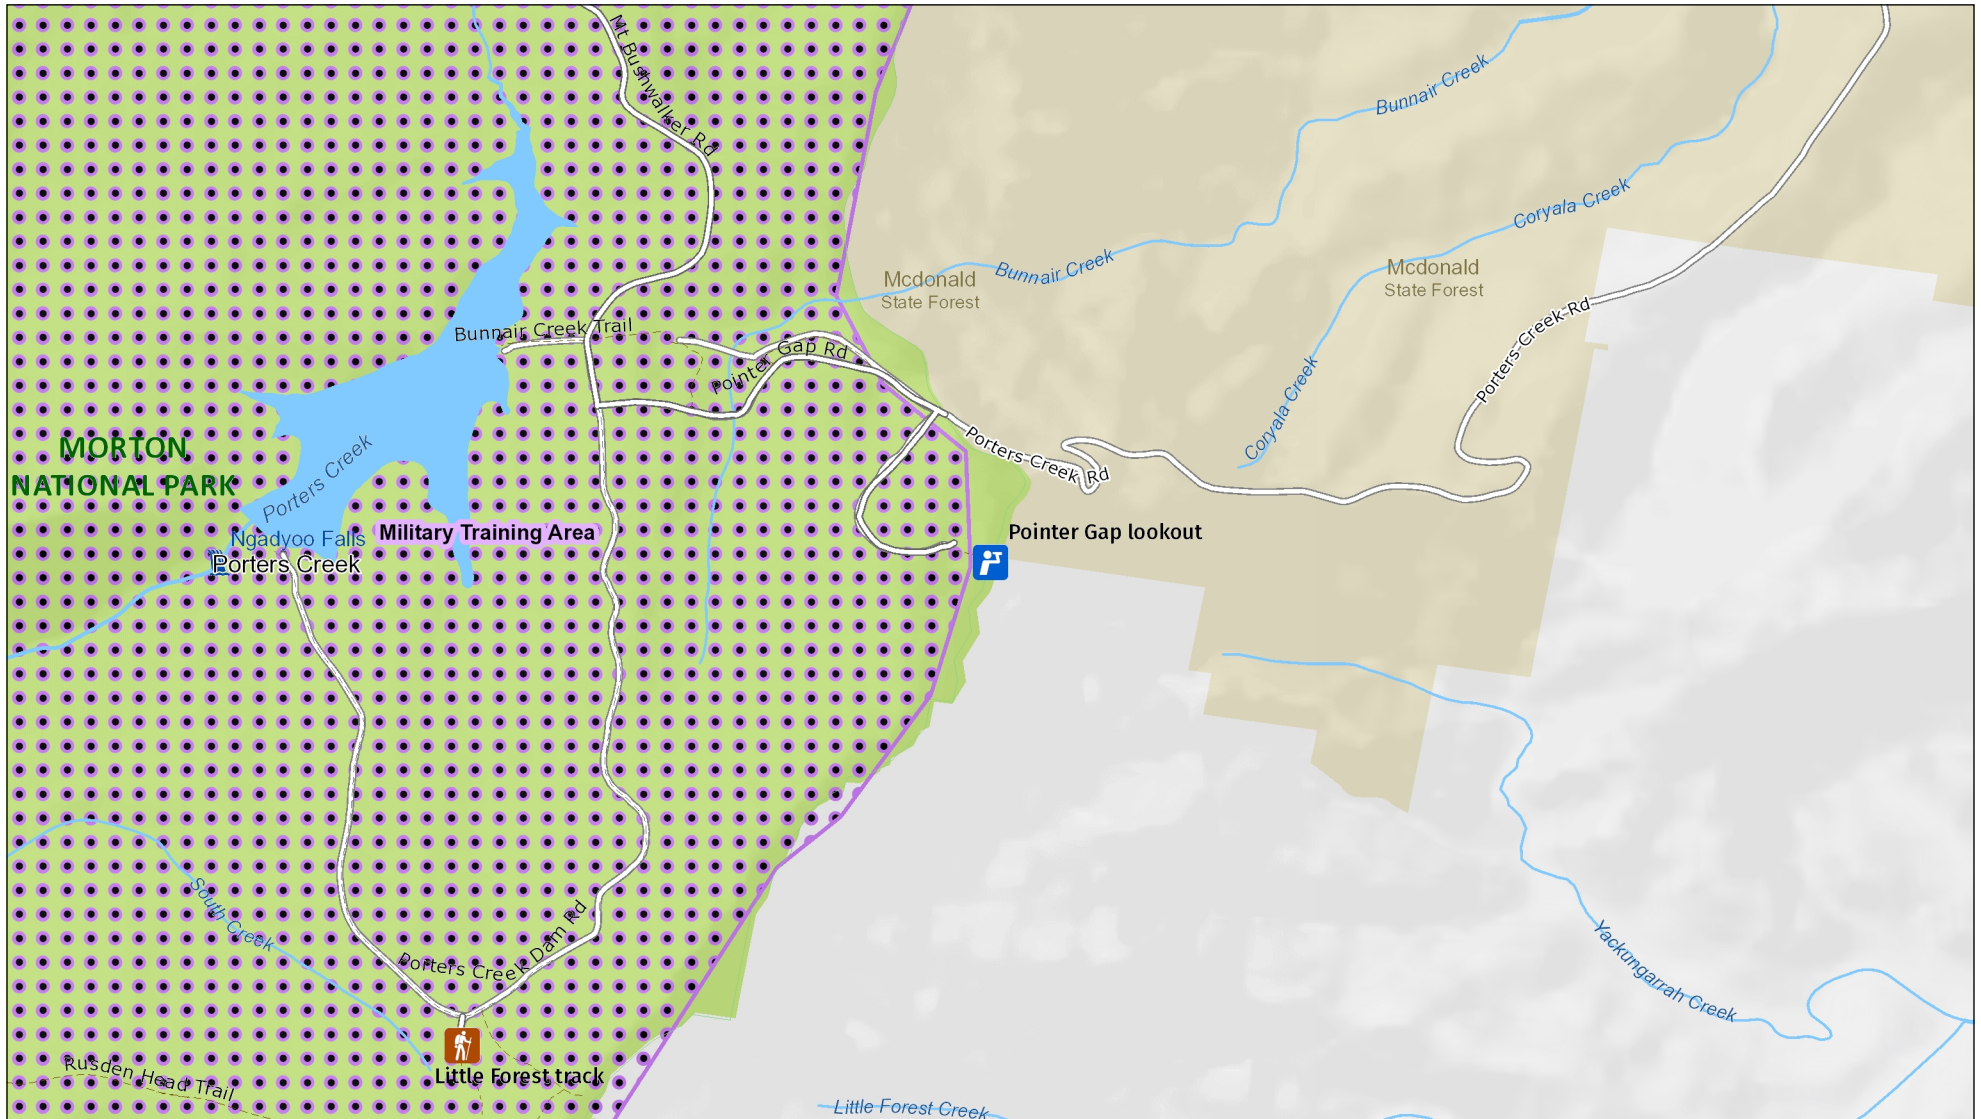 Mt Bushwalker Rd
Bunnair Creek
Coryala Creek
Bunnair Creek
Mcdonald
State Forest
Mcdonald
State Forest
Porters Creek Rd
Bunnair Creek Trail
Pointer Gap Rd
Coryala Creek
MORTON
NATIONAL PARK
Porters Creek
Porters Creek Rd
Ngadyoo Falls
Military Training Area
Pointer Gap lookout
Porters Creek
South Creek
Porters Creek Dam Rd
Yackungarrah Creek
Rusden Head Trail
Little Forest track
Little Forest Creek